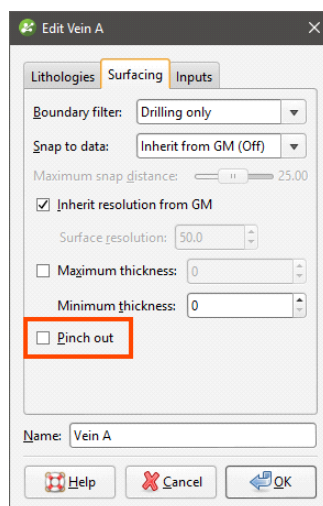 Edit Vein A
Lithologies Surfacing Inputs
Boundary filter: Drilling only
Snap to data: Inherit from GM (Off)
Maximum snap distance: 25.00
Inherit resolution from GM
Surface resolution: 50.0
Maximum thickness: 0
Minimum thickness: 0
Pinch out
Name: Vein A
Help Cancel OK